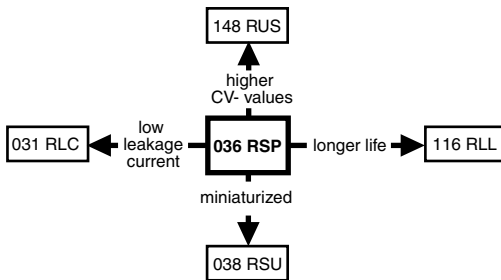 148 RUS
higher
CV- values
031 RLC
low
leakage
current
036 RSP
longer life
116 RLL
miniaturized
038 RSU